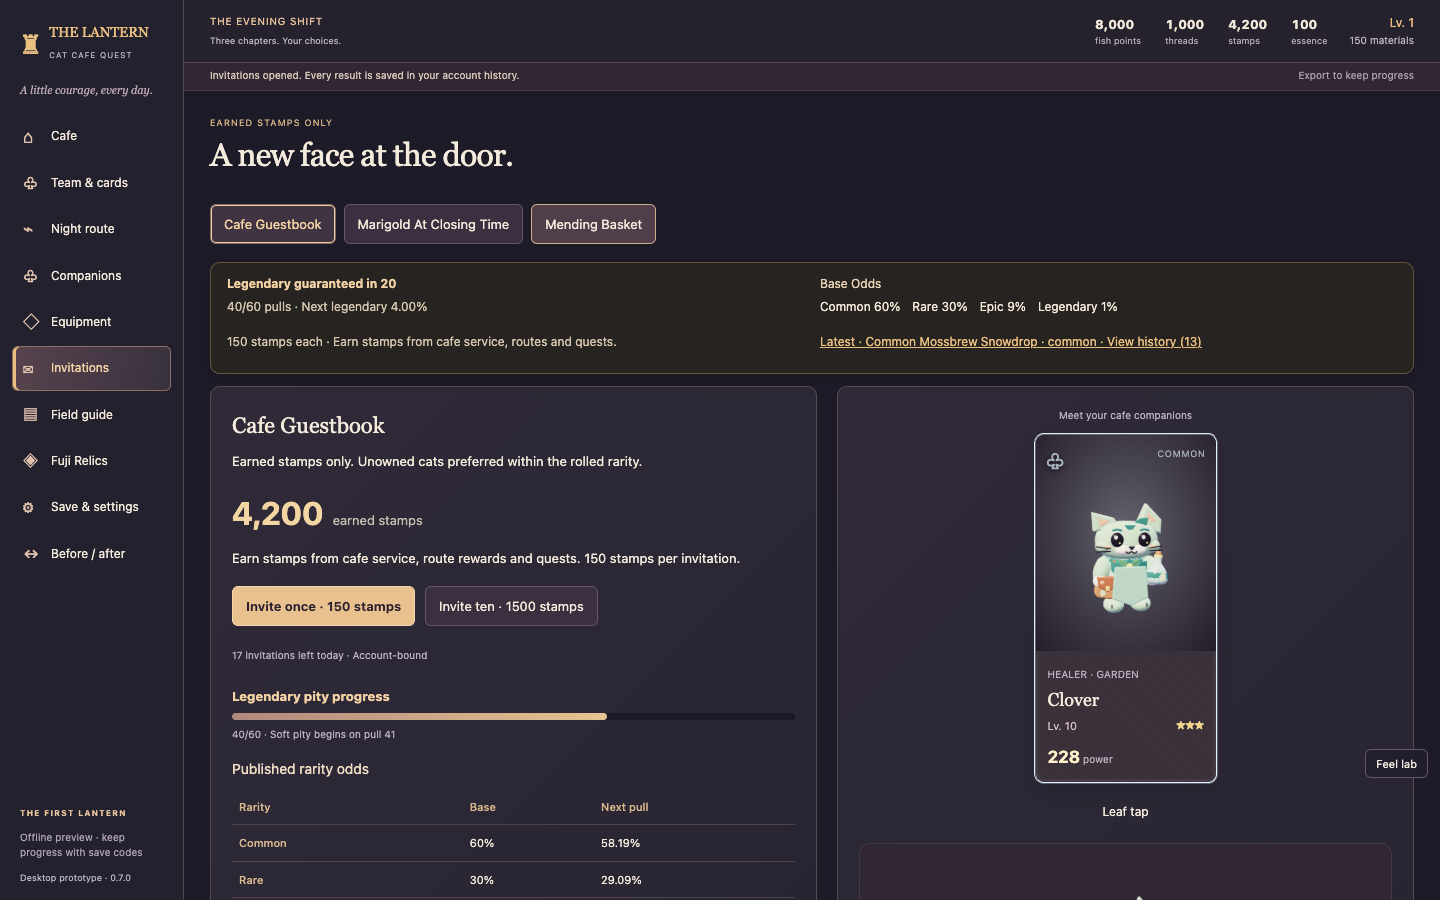 THE LANTERN
CAT CAFE QUEST
A little courage, every day.
Cafe
Team & cards
Night route
Companions
Equipment
Invitations
Field guide
Fuji Relics
Save & settings
Before / after
THE FIRST LANTERN
Offline preview · keep
progress with save codes
Desktop prototype · 0.7.0
THE EVENING SHIFT
Three chapters. Your choices.
8,000
fish points
1,000
threads
4,200
stamps
100
essence
Lv. 1
150 materials
Invitations opened. Every result is saved in your account history.
Export to keep progress
EARNED STAMPS ONLY
A new face at the door.
Cafe Guestbook
Marigold At Closing Time
Mending Basket
Legendary guaranteed in 20
40/60 pulls · Next legendary 4.00%
150 stamps each · Earn stamps from cafe service, routes and quests.
Base Odds
Common 60% Rare 30% Epic 9% Legendary 1%
Latest · Common Mossbrew Snowdrop · common · View history (13)
Cafe Guestbook
Earned stamps only. Unowned cats preferred within the rolled rarity.
4,200 earned stamps
Earn stamps from cafe service, route rewards and quests. 150 stamps per invitation.
Invite once · 150 stamps
Invite ten · 1500 stamps
17 invitations left today · Account-bound
Legendary pity progress
40/60 · Soft pity begins on pull 41
Published rarity odds
Rarity Base Next pull
Common 60% 58.19%
Rare 30% 29.09%
Meet your cafe companions
COMMON
HEALER · GARDEN
Clover
Lv. 10
228 power
Leaf tap
Feel lab